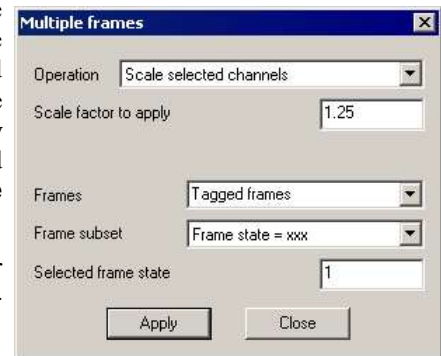 Multiple frames
Operation Scale selected channels
Scale factor to apply 1.25
Frames Tagged frames
Frame subset Frame state = xxx
Selected frame state 1
Apply Close